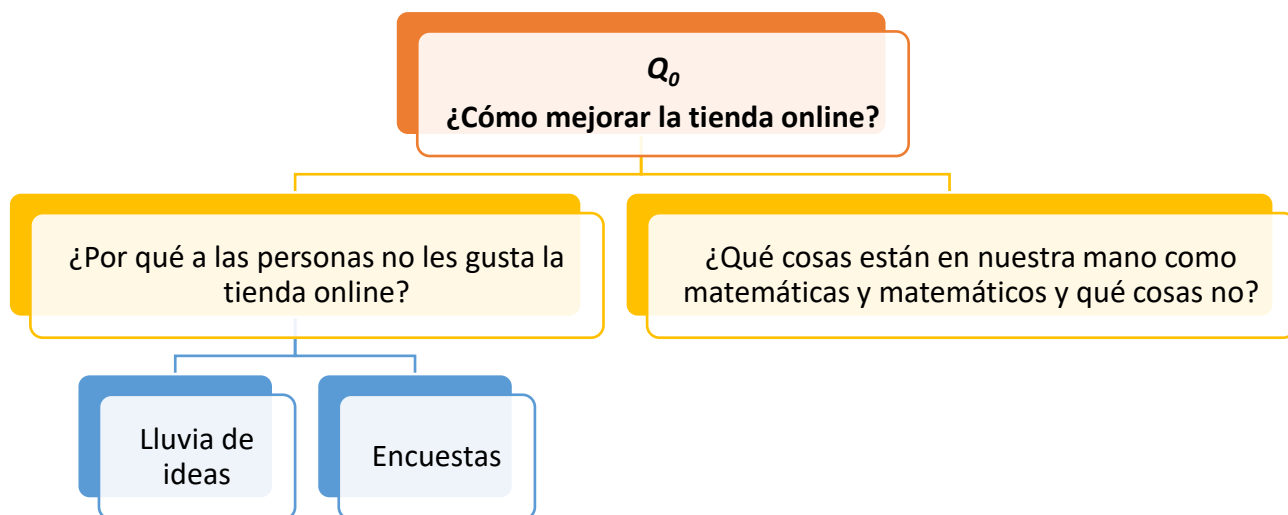 Q₀
¿Cómo mejorar la tienda online?
¿Por qué a las personas no les gusta la
tienda online?
¿Qué cosas están en nuestra mano como
matemáticas y matemáticos y qué cosas no?
Lluvia de
ideas
Encuestas